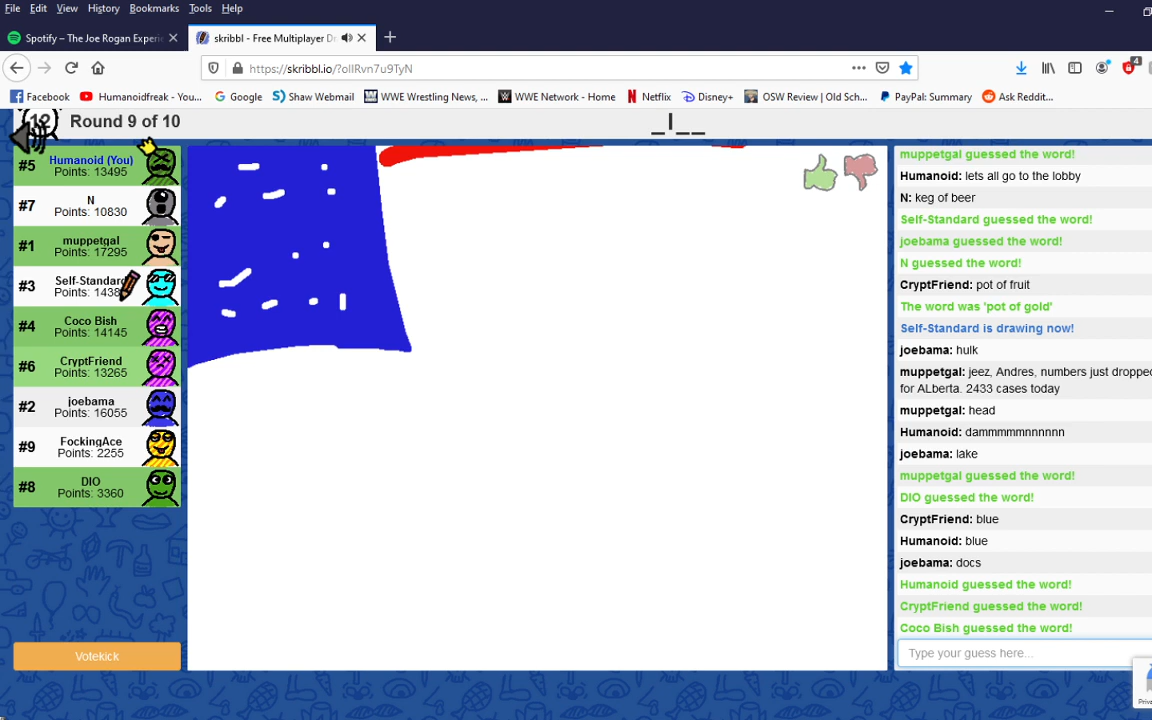 File Edit View History Bookmarks Tools Help
Spotify – The Joe Rogan Experi
skribbl - Free Multiplayer Dr
https://skribbl.io/?olIRvn7u9TyN
4
Facebook Humanoidfreak - You... Google Shaw Webmail WWE Wrestling News, ... WWE Network - Home Netflix Disney+ OSW Review | Old Sch... PayPal: Summary Ask Reddit...
12 Round 9 of 10 _l__
#5 Humanoid (You)
Points: 13495
#7 N
Points: 10830
#1 muppetgal
Points: 17295
#3 Self-Standard
Points: 1438
#4 Coco Bish
Points: 14145
#6 CryptFriend
Points: 13265
#2 joebama
Points: 16055
#9 FockingAce
Points: 2255
#8 DIO
Points: 3360
Votekick
muppetgal guessed the word!
Humanoid: lets all go to the lobby
N: keg of beer
Self-Standard guessed the word!
joebama guessed the word!
N guessed the word!
CryptFriend: pot of fruit
The word was 'pot of gold'
Self-Standard is drawing now!
joebama: hulk
muppetgal: jeez, Andres, numbers just dropped
for ALberta. 2433 cases today
muppetgal: head
Humanoid: dammmmmnnnnnn
joebama: lake
muppetgal guessed the word!
DIO guessed the word!
CryptFriend: blue
Humanoid: blue
joebama: docs
Humanoid guessed the word!
CryptFriend guessed the word!
Coco Bish guessed the word!
Type your guess here...